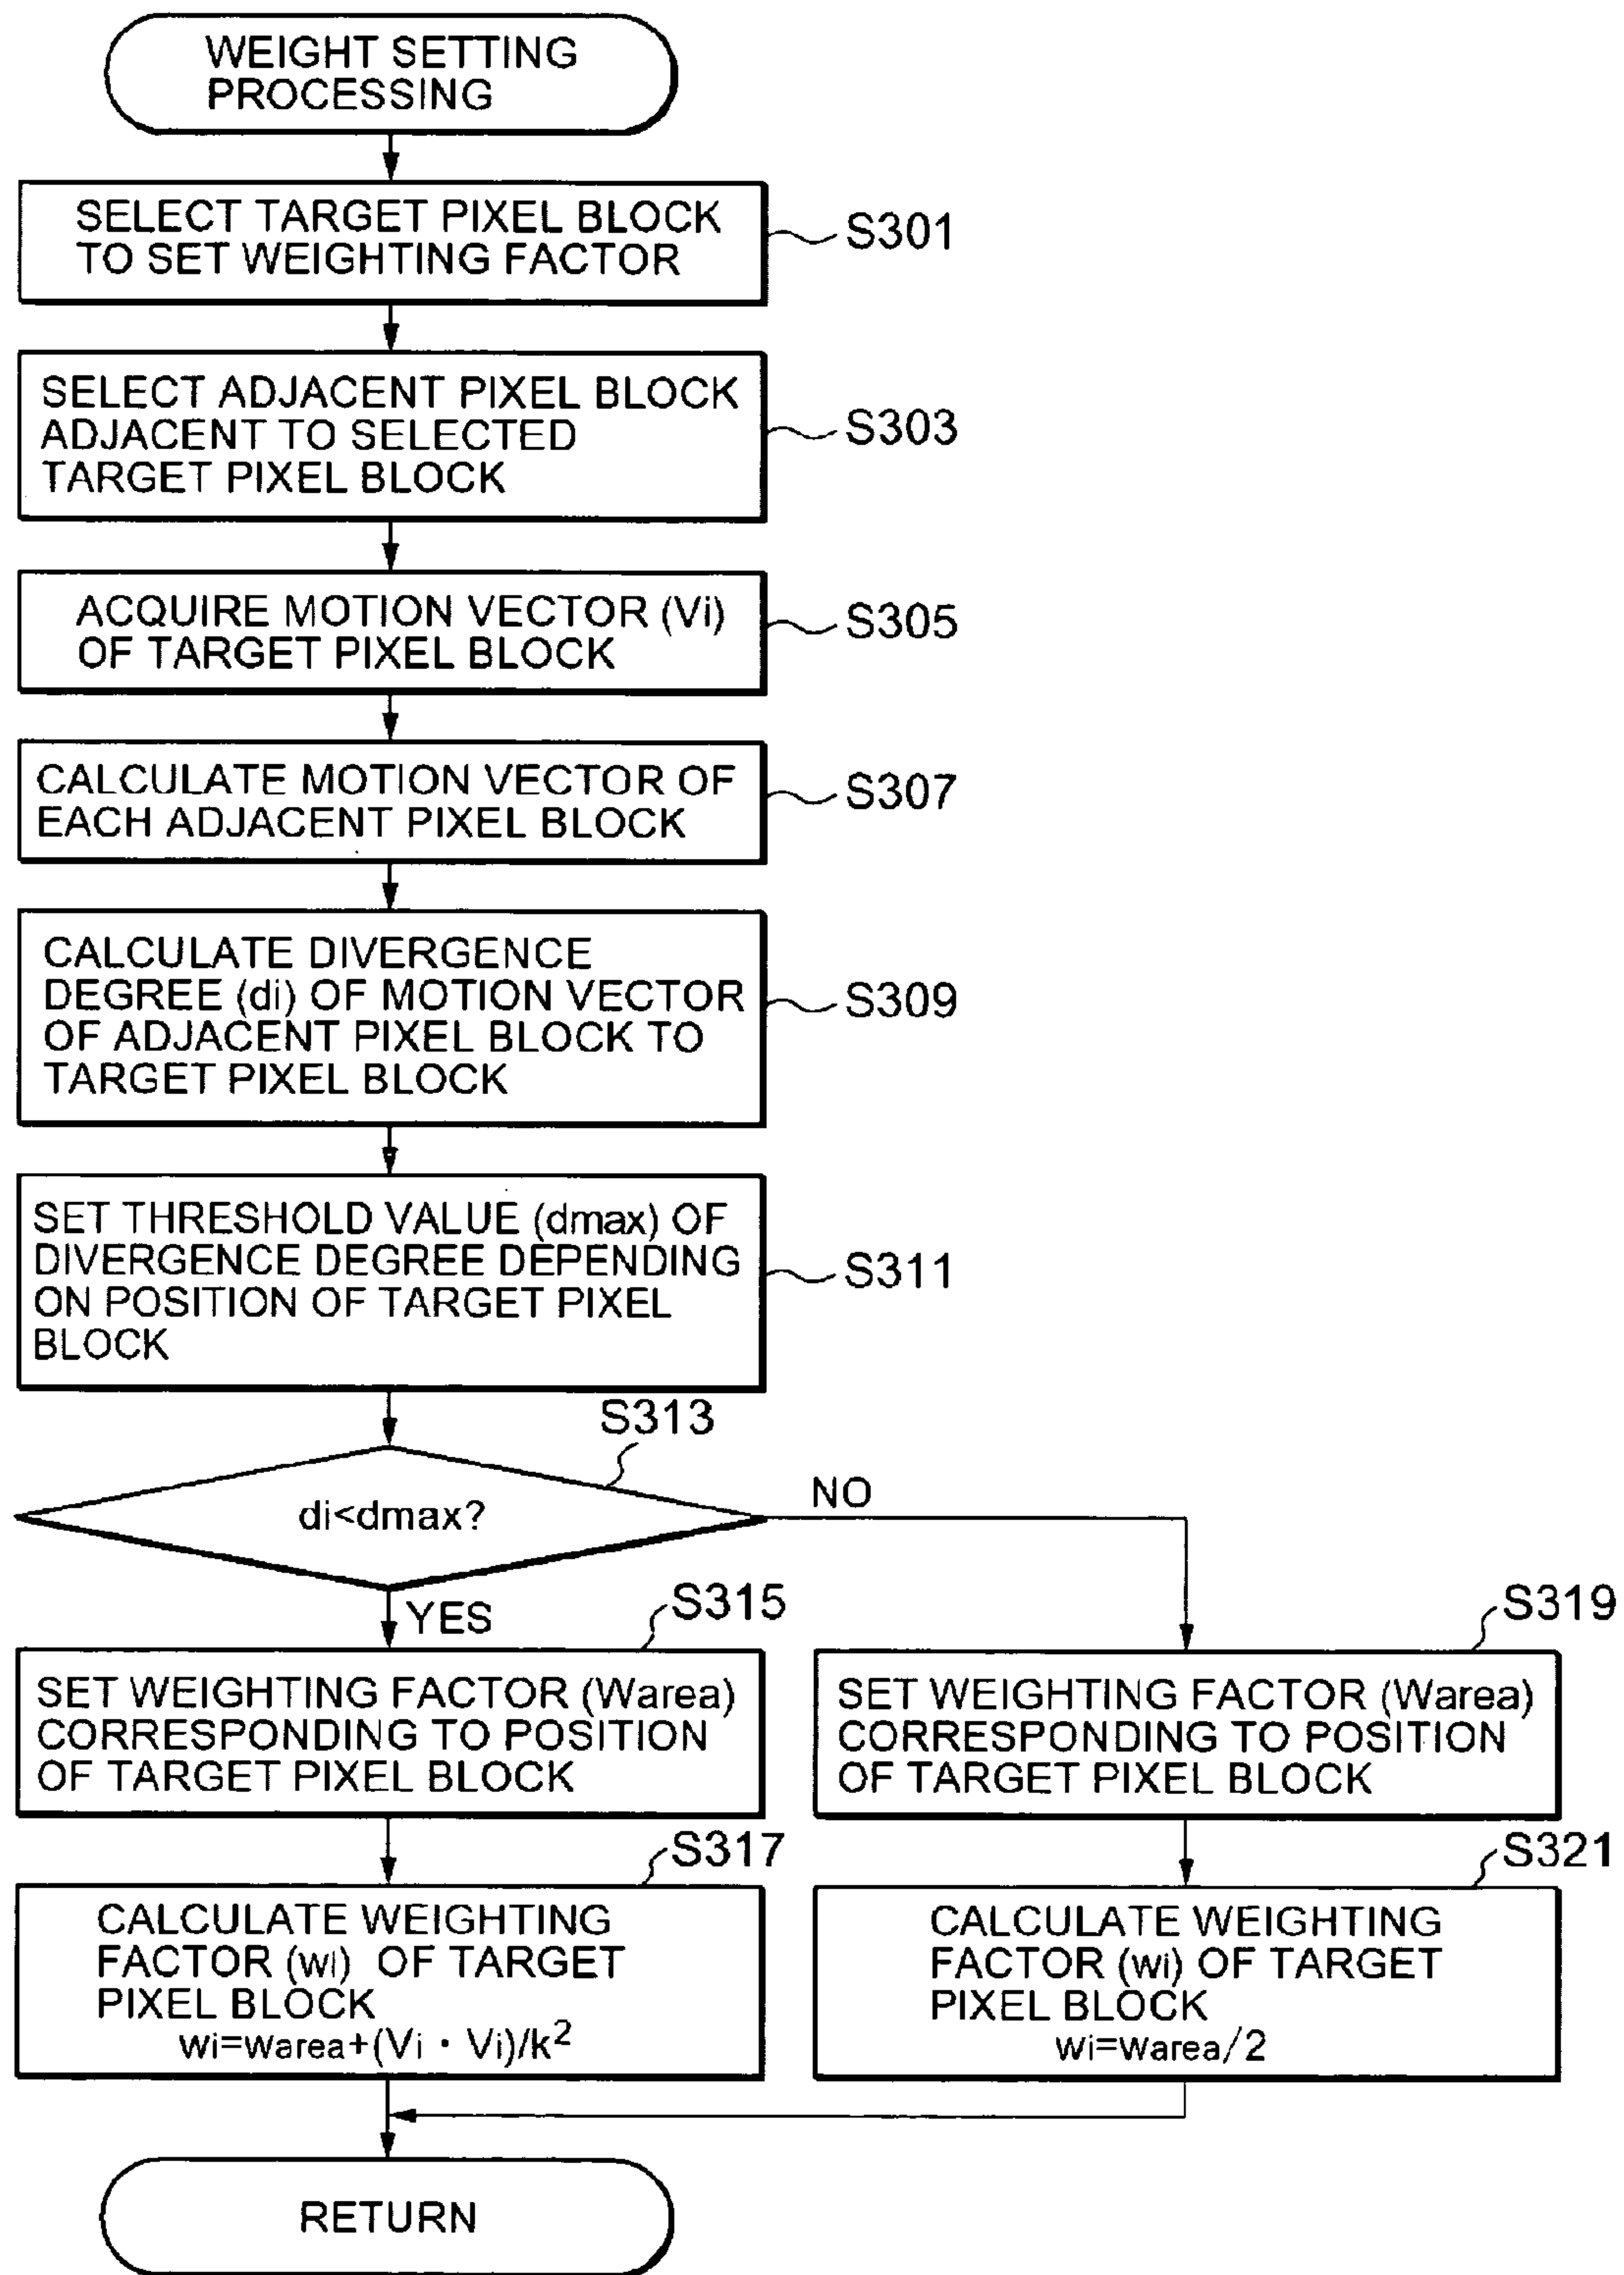 WEIGHT SETTING
PROCESSING
SELECT TARGET PIXEL BLOCK
TO SET WEIGHTING FACTOR
S301
SELECT ADJACENT PIXEL BLOCK
ADJACENT TO SELECTED
TARGET PIXEL BLOCK
S303
ACQUIRE MOTION VECTOR (Vi)
OF TARGET PIXEL BLOCK
S305
CALCULATE MOTION VECTOR OF
EACH ADJACENT PIXEL BLOCK
S307
CALCULATE DIVERGENCE
DEGREE (di) OF MOTION VECTOR
OF ADJACENT PIXEL BLOCK TO
TARGET PIXEL BLOCK
S309
SET THRESHOLD VALUE (dmax) OF
DIVERGENCE DEGREE DEPENDING
ON POSITION OF TARGET PIXEL
BLOCK
S311
S313
di<dmax?
NO
YES
S315
SET WEIGHTING FACTOR (Warea)
CORRESPONDING TO POSITION
OF TARGET PIXEL BLOCK
S319
SET WEIGHTING FACTOR (Warea)
CORRESPONDING TO POSITION
OF TARGET PIXEL BLOCK
S317
CALCULATE WEIGHTING
FACTOR (wi) OF TARGET
PIXEL BLOCK
wi=warea+(Vi・Vi)/k²
S321
CALCULATE WEIGHTING
FACTOR (wi) OF TARGET
PIXEL BLOCK
wi=warea/2
RETURN